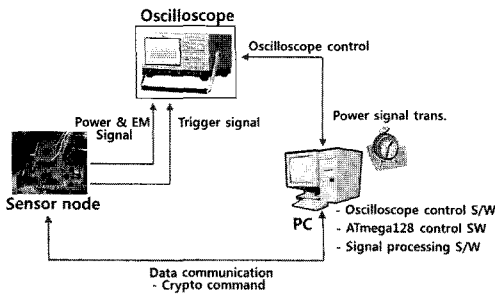 Oscilloscope
Oscilloscope control
Power & EM
Signal
Trigger signal
Power signal trans.
Sensor node
PC
- Oscilloscope control S/W
- ATmega128 control SW
- Signal processing S/W
Data communication
- Crypto command